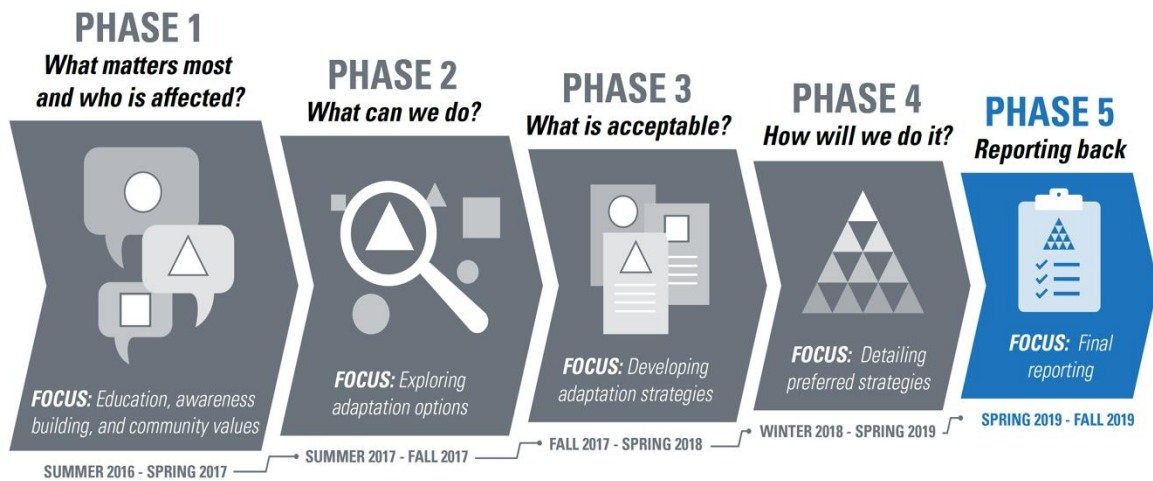 PHASE 1
What matters most
and who is affected?
FOCUS: Education, awareness
building, and community values
SUMMER 2016 - SPRING 2017
PHASE 2
What can we do?
FOCUS: Exploring
adaptation options
SUMMER 2017 - FALL 2017
PHASE 3
What is acceptable?
FOCUS: Developing
adaptation strategies
FALL 2017 - SPRING 2018
PHASE 4
How will we do it?
FOCUS: Detailing
preferred strategies
WINTER 2018 - SPRING 2019
PHASE 5
Reporting back
FOCUS: Final
reporting
SPRING 2019 - FALL 2019